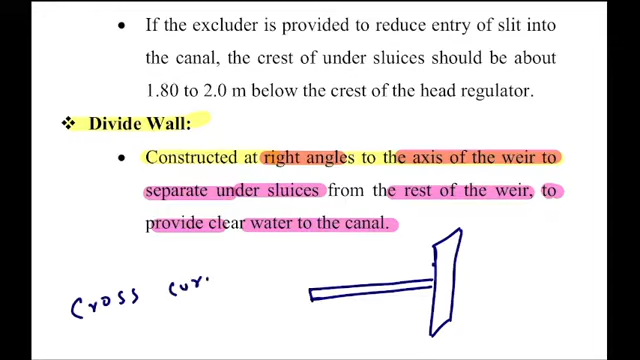 • If the excluder is provided to reduce entry of slit into
the canal, the crest of under sluices should be about
1.80 to 2.0 m below the crest of the head regulator.
❖ Divide Wall:
• Constructed at right angles to the axis of the weir to
separate under sluices from the rest of the weir, to
provide clear water to the canal.
Cross cur.